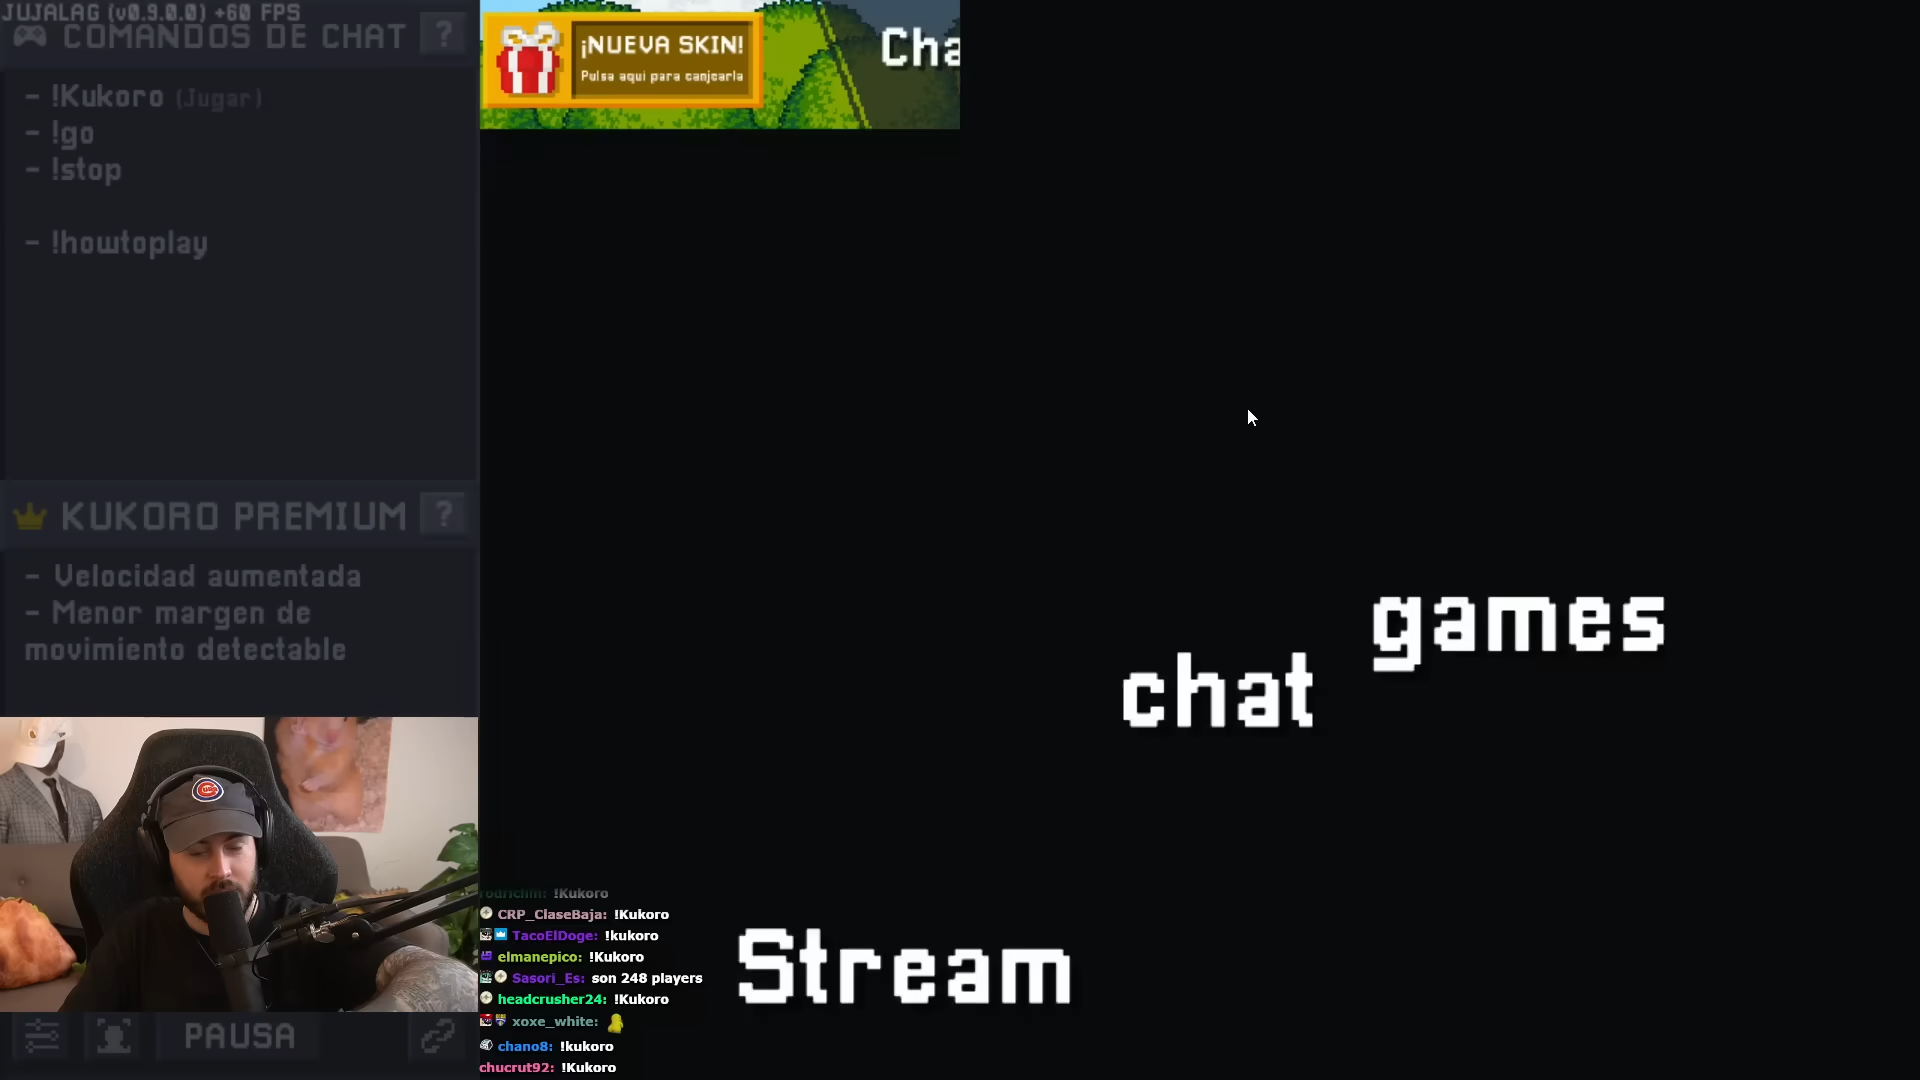 JUJALAG (v0.9.0.0) +60 FPS
COMANDOS DE CHAT ?
- !Kukoro (Jugar)
- !go
- !stop
- !howtoplay
KUKORO PREMIUM ?
- Velocidad aumentada
- Menor margen de
movimiento detectable
PAUSA
¡NUEVA SKIN!
Pulsa aquí para canjearla
Cha
games
chat
Stream
!Kukoro
CRP_ClaseBaja: !Kukoro
TacoElDoge: !kukoro
elmanepico: !Kukoro
Sasori_Es: son 248 players
headcrusher24: !Kukoro
xoxe_white:
chano8: !kukoro
chucrut92: !Kukoro